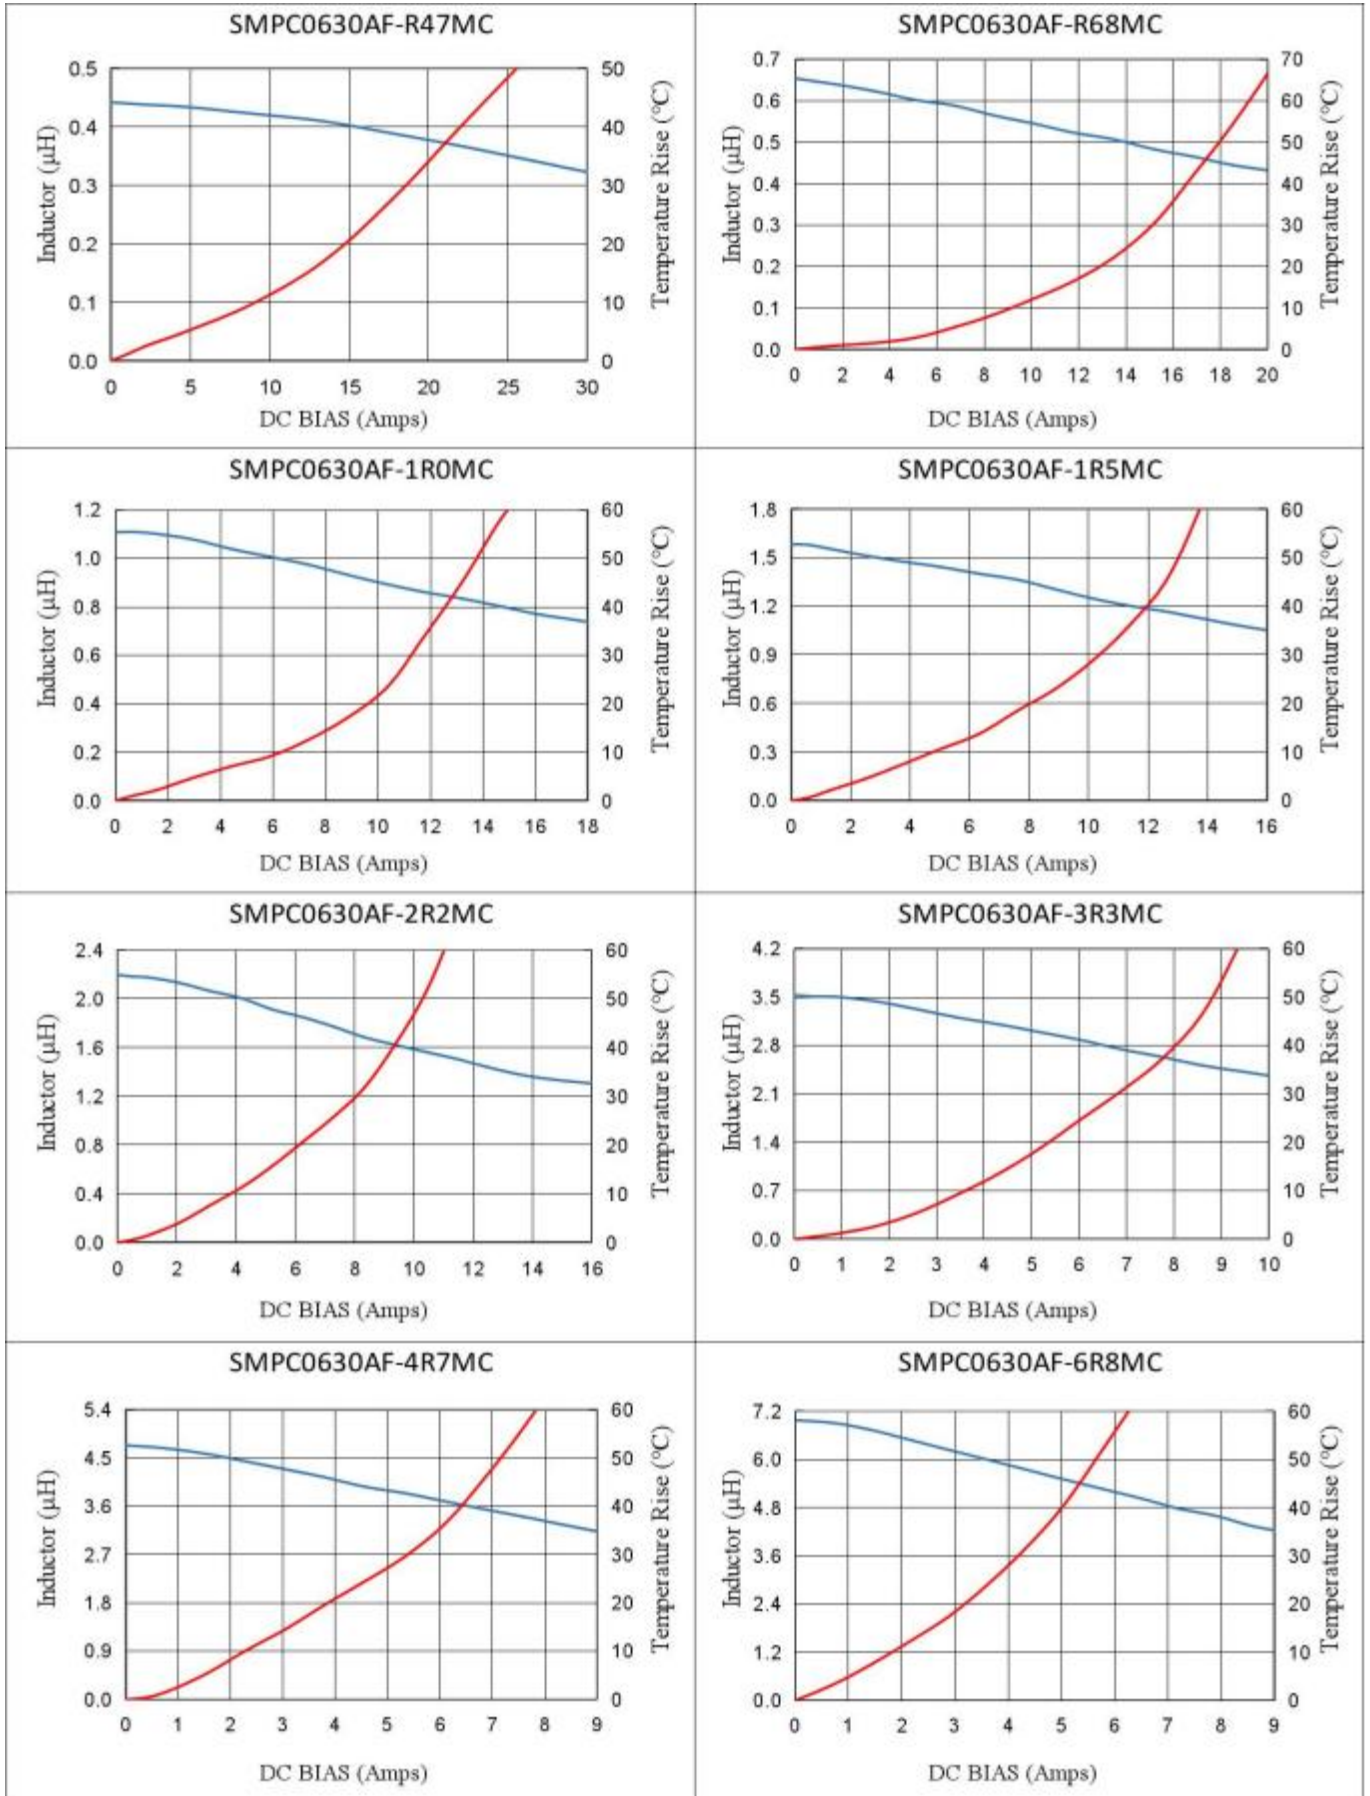 SMPC0630AF-R47MC
Inductor (μH)
0.5
0.4
0.3
0.2
0.1
0.0
0 5 10 15 20 25 30
50
40
30
20
10
0
Temperature Rise (°C)
DC BIAS (Amps)
SMPC0630AF-R68MC
Inductor (μH)
0.7
0.6
0.5
0.4
0.3
0.2
0.1
0.0
0 2 4 6 8 10 12 14 16 18 20
70
60
50
40
30
20
10
0
Temperature Rise (°C)
DC BIAS (Amps)
SMPC0630AF-1R0MC
Inductor (μH)
1.2
1.0
0.8
0.6
0.4
0.2
0.0
0 2 4 6 8 10 12 14 16 18
60
50
40
30
20
10
0
Temperature Rise (°C)
DC BIAS (Amps)
SMPC0630AF-1R5MC
Inductor (μH)
1.8
1.5
1.2
0.9
0.6
0.3
0.0
0 2 4 6 8 10 12 14 16
60
50
40
30
20
10
0
Temperature Rise (°C)
DC BIAS (Amps)
SMPC0630AF-2R2MC
Inductor (μH)
2.4
2.0
1.6
1.2
0.8
0.4
0.0
0 2 4 6 8 10 12 14 16
60
50
40
30
20
10
0
Temperature Rise (°C)
DC BIAS (Amps)
SMPC0630AF-3R3MC
Inductor (μH)
4.2
3.5
2.8
2.1
1.4
0.7
0.0
0 1 2 3 4 5 6 7 8 9 10
60
50
40
30
20
10
0
Temperature Rise (°C)
DC BIAS (Amps)
SMPC0630AF-4R7MC
Inductor (μH)
5.4
4.5
3.6
2.7
1.8
0.9
0.0
0 1 2 3 4 5 6 7 8 9
60
50
40
30
20
10
0
Temperature Rise (°C)
DC BIAS (Amps)
SMPC0630AF-6R8MC
Inductor (μH)
7.2
6.0
4.8
3.6
2.4
1.2
0.0
0 1 2 3 4 5 6 7 8 9
60
50
40
30
20
10
0
Temperature Rise (°C)
DC BIAS (Amps)